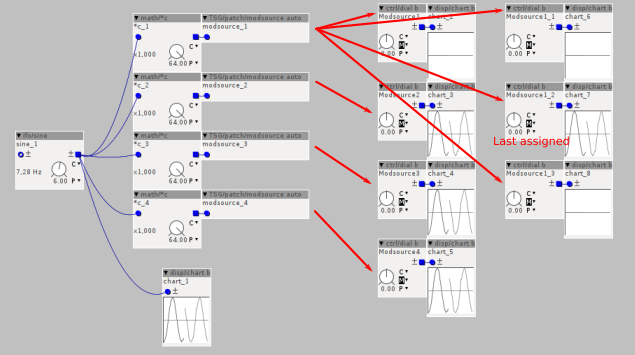 ▼ math/*c
▼ TSG/patch/modsource auto
*c_1
modsource_1
x1,000
C
64.00 P
▼ math/*c
▼ TSG/patch/modsource auto
*c_2
modsource_2
x1,000
C
64.00 P
▼ lfo/sine
sine_1
7,28 Hz
C
6.00 P
▼ math/*c
▼ TSG/patch/modsource auto
*c_3
modsource_3
x1,000
C
64.00 P
▼ math/*c
▼ TSG/patch/modsource auto
*c_4
modsource_4
x1,000
C
64.00 P
▼ disp/chart b
chart_1
▼ ctrl/dial b
▼ disp/chart b
Modsource1
chart_2
C
M
0.00 P
Modsource2
chart_3
C
M
0.00 P
▼ ctrl/dial b
▼ disp/chart b
Modsource3
chart_4
C
M
0.00 P
▼ ctrl/dial b
▼ disp/chart b
Modsource4
chart_5
C
M
0.00 P
▼ ctrl/dial b
▼ disp/chart b
Modsource1_1
chart_6
C
M
0.00 P
▼ ctrl/dial b
▼ disp/chart b
Modsource1_2
chart_7
C
M
0.00 P
Last assigned
▼ ctrl/dial b
▼ disp/chart b
Modsource1_3
chart_8
C
M
0.00 P